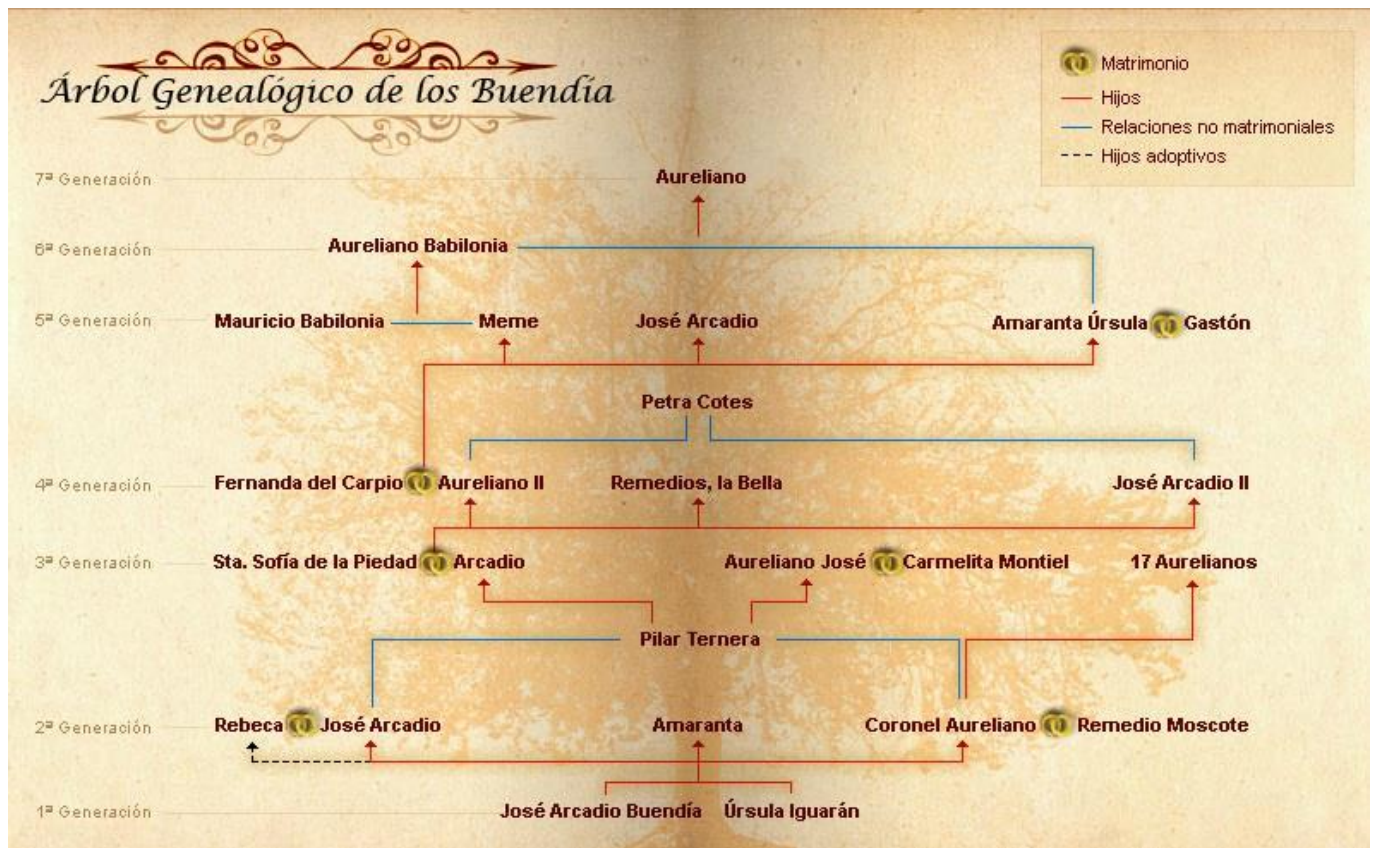 Árbol Genealógico de los Buendía
Matrimonio
Hijos
Relaciones no matrimoniales
Hijos adoptivos
7ª Generación
Aureliano
6ª Generación
Aureliano Babilonia
5ª Generación
Mauricio Babilonia
Meme
José Arcadio
Amaranta Úrsula
Gastón
Petra Cotes
4ª Generación
Fernanda del Carpio
Aureliano II
Remedios, la Bella
José Arcadio II
3ª Generación
Sta. Sofía de la Piedad
Arcadio
Aureliano José
Carmelita Montiel
17 Aurelianos
Pilar Ternera
2ª Generación
Rebeca
José Arcadio
Amaranta
Coronel Aureliano
Remedio Moscote
1ª Generación
José Arcadio Buendía
Úrsula Iguarán